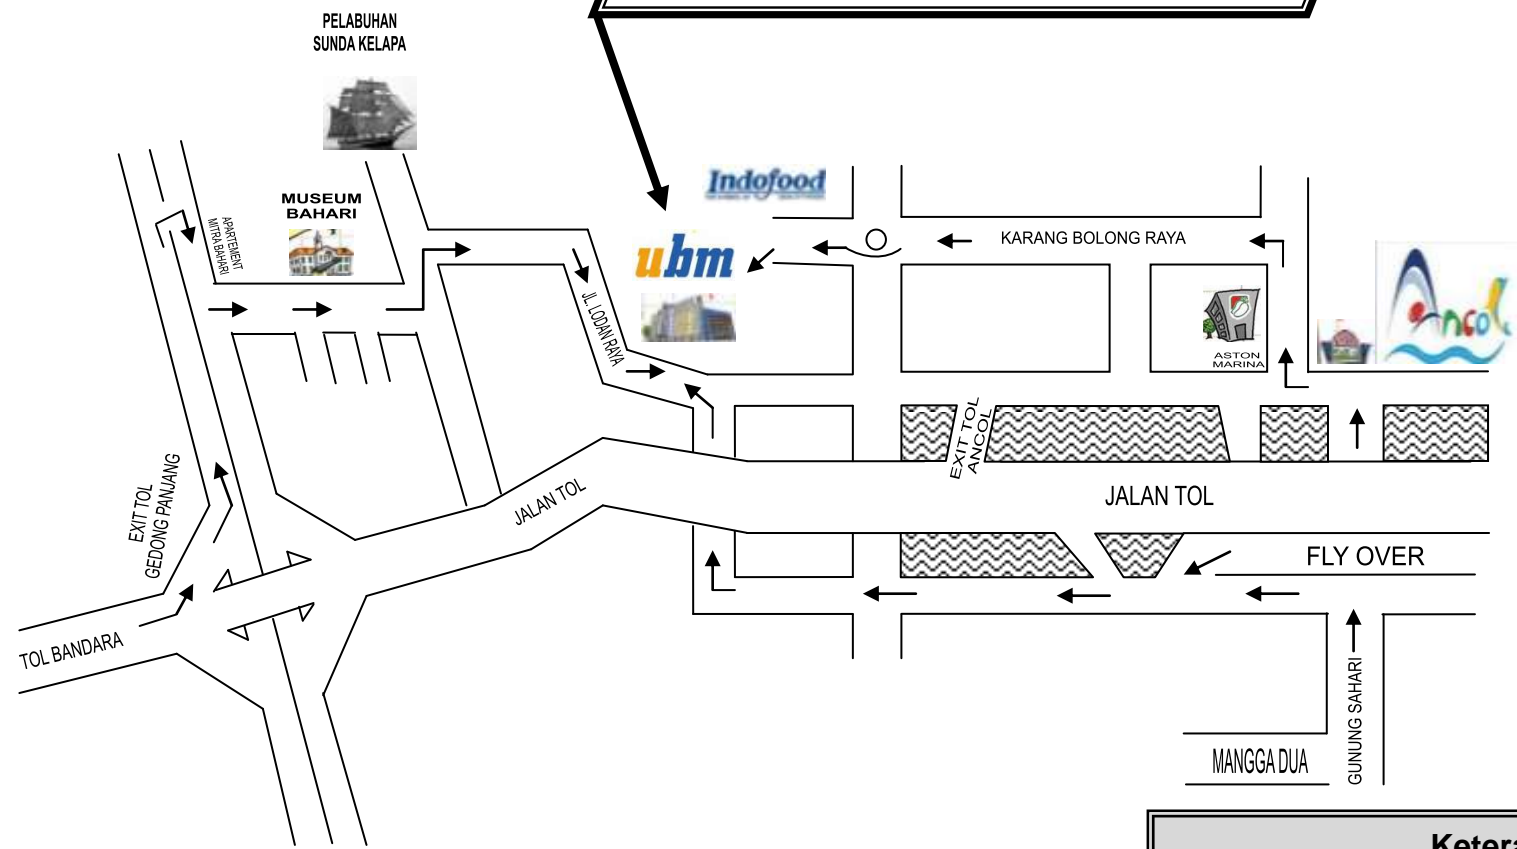 PELABUHAN
SUNDA KELAPA
MUSEUM
BAHARI
APARTEMENT
MITRA BAHARI
Indofood
ubm
JL. LODAN RAYA
KARANG BOLONG RAYA
Ancol
ASTON
MARINA
EXIT TOL
ANCOL
JALAN TOL
JALAN TOL
EXIT TOL
GEDONG PANJANG
FLY OVER
TOL BANDARA
GUNUNG SAHARI
MANGGA DUA